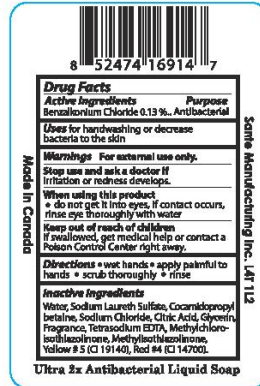 8 52474 16914 7
Drug Facts
Active Ingredients Purpose
Benzalkonium Chloride 0.13 %.. Antibacterial
Uses for handwashing or decrease
bacteria to the skin
Warnings For external use only.
Stop use and ask a doctor if
irritation or redness develops.
When using this product
• do not get it into eyes, if contact occurs,
rinse eye thoroughly with water
Keep out of reach of children
If swallowed, get medical help or contact a
Poison Control Center right away.
Directions • wet hands • apply palmful to
hands • scrub thoroughly • rinse
Inactive Ingredients
Water, Sodium Laureth Sulfate, Cocamidopropyl
betaine, Sodium Chloride, Citric Acid, Glycerin,
Fragrance, Tetrasodium EDTA, Methylchloro-
isothiazolinone, Methylisothiazolinone,
Yellow # 5 (CI 19140), Red #4 (CI 14700).
Ultra 2x Antibacterial Liquid Soap
Made in Canada
Sante Manufacturing Inc. L4T 1L2